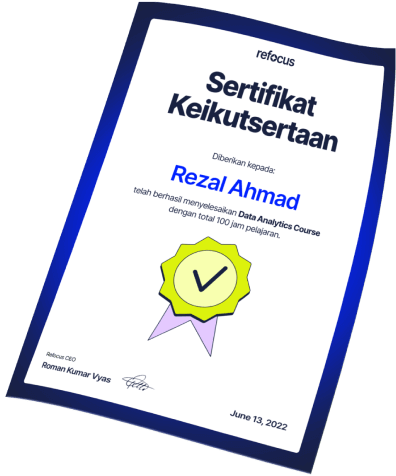 refocus
Sertifikat
Keikutsertaan
Diberikan kepada:
Rezal Ahmad
telah berhasil menyelesaikan Data Analytics Course
dengan total 100 jam pelajaran.
Refocus CEO
Roman Kumar Vyas
June 13, 2022